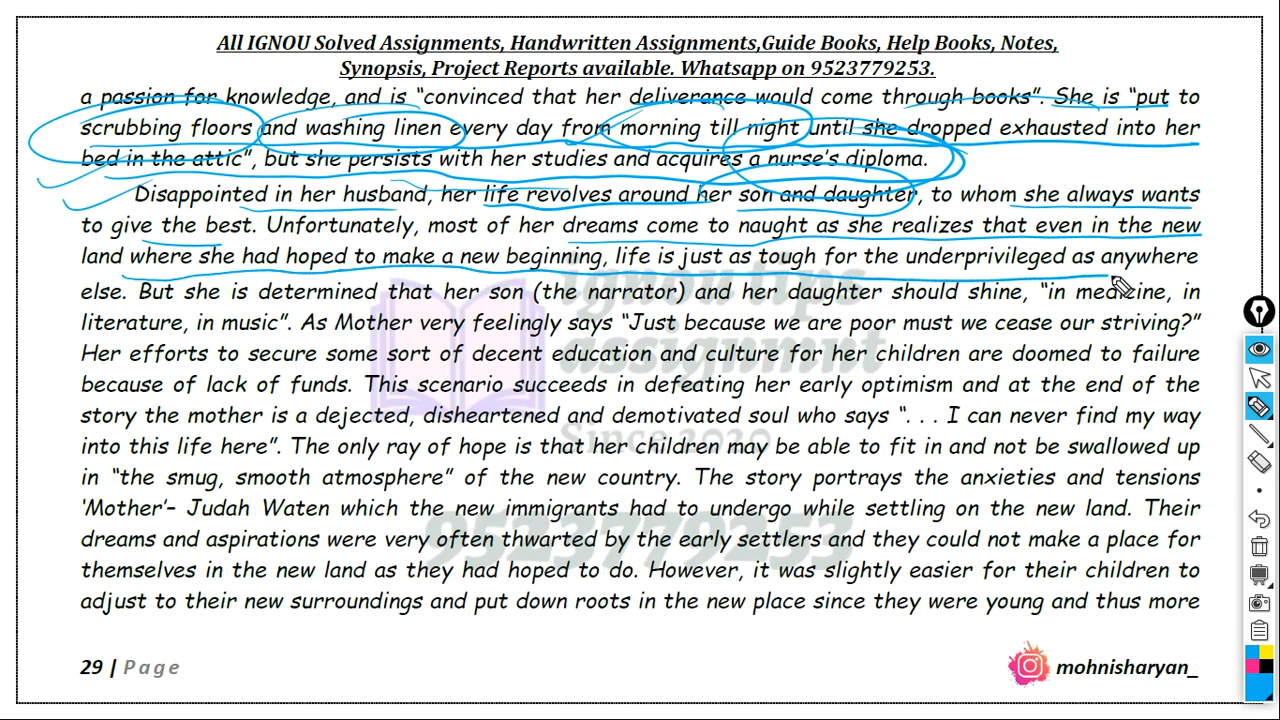 All IGNOU Solved Assignments, Handwritten Assignments,Guide Books, Help Books, Notes,
Synopsis, Project Reports available. Whatsapp on 9523779253.
a passion for knowledge, and is “convinced that her deliverance would come through books”. She is “put to
scrubbing floors and washing linen every day from morning till night until she dropped exhausted into her
bed in the attic”, but she persists with her studies and acquires a nurse’s diploma.
Disappointed in her husband, her life revolves around her son and daughter, to whom she always wants
to give the best. Unfortunately, most of her dreams come to naught as she realizes that even in the new
land where she had hoped to make a new beginning, life is just as tough for the underprivileged as anywhere
else. But she is determined that her son (the narrator) and her daughter should shine, “in medicine, in
literature, in music”. As Mother very feelingly says “Just because we are poor must we cease our striving?”
Her efforts to secure some sort of decent education and culture for her children are doomed to failure
because of lack of funds. This scenario succeeds in defeating her early optimism and at the end of the
story the mother is a dejected, disheartened and demotivated soul who says “. . . I can never find my way
into this life here”. The only ray of hope is that her children may be able to fit in and not be swallowed up
in “the smug, smooth atmosphere” of the new country. The story portrays the anxieties and tensions
‘Mother’– Judah Waten which the new immigrants had to undergo while settling on the new land. Their
dreams and aspirations were very often thwarted by the early settlers and they could not make a place for
themselves in the new land as they had hoped to do. However, it was slightly easier for their children to
adjust to their new surroundings and put down roots in the new place since they were young and thus more
ignou tips
assignmnt
Since 2020
9523779253
29 | Page
mohnisharyan_